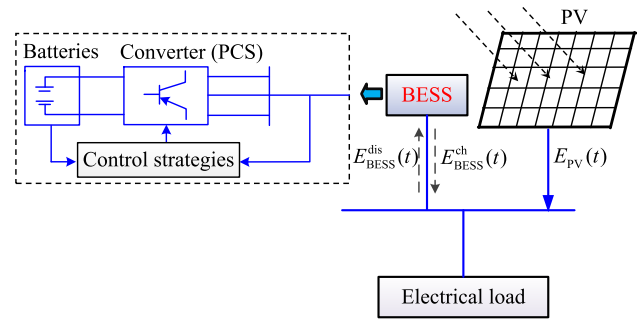 Batteries
Converter (PCS)
Control strategies
BESS
PV
E_BESS^dis(t)
E_BESS^ch(t)
E_PV(t)
Electrical load